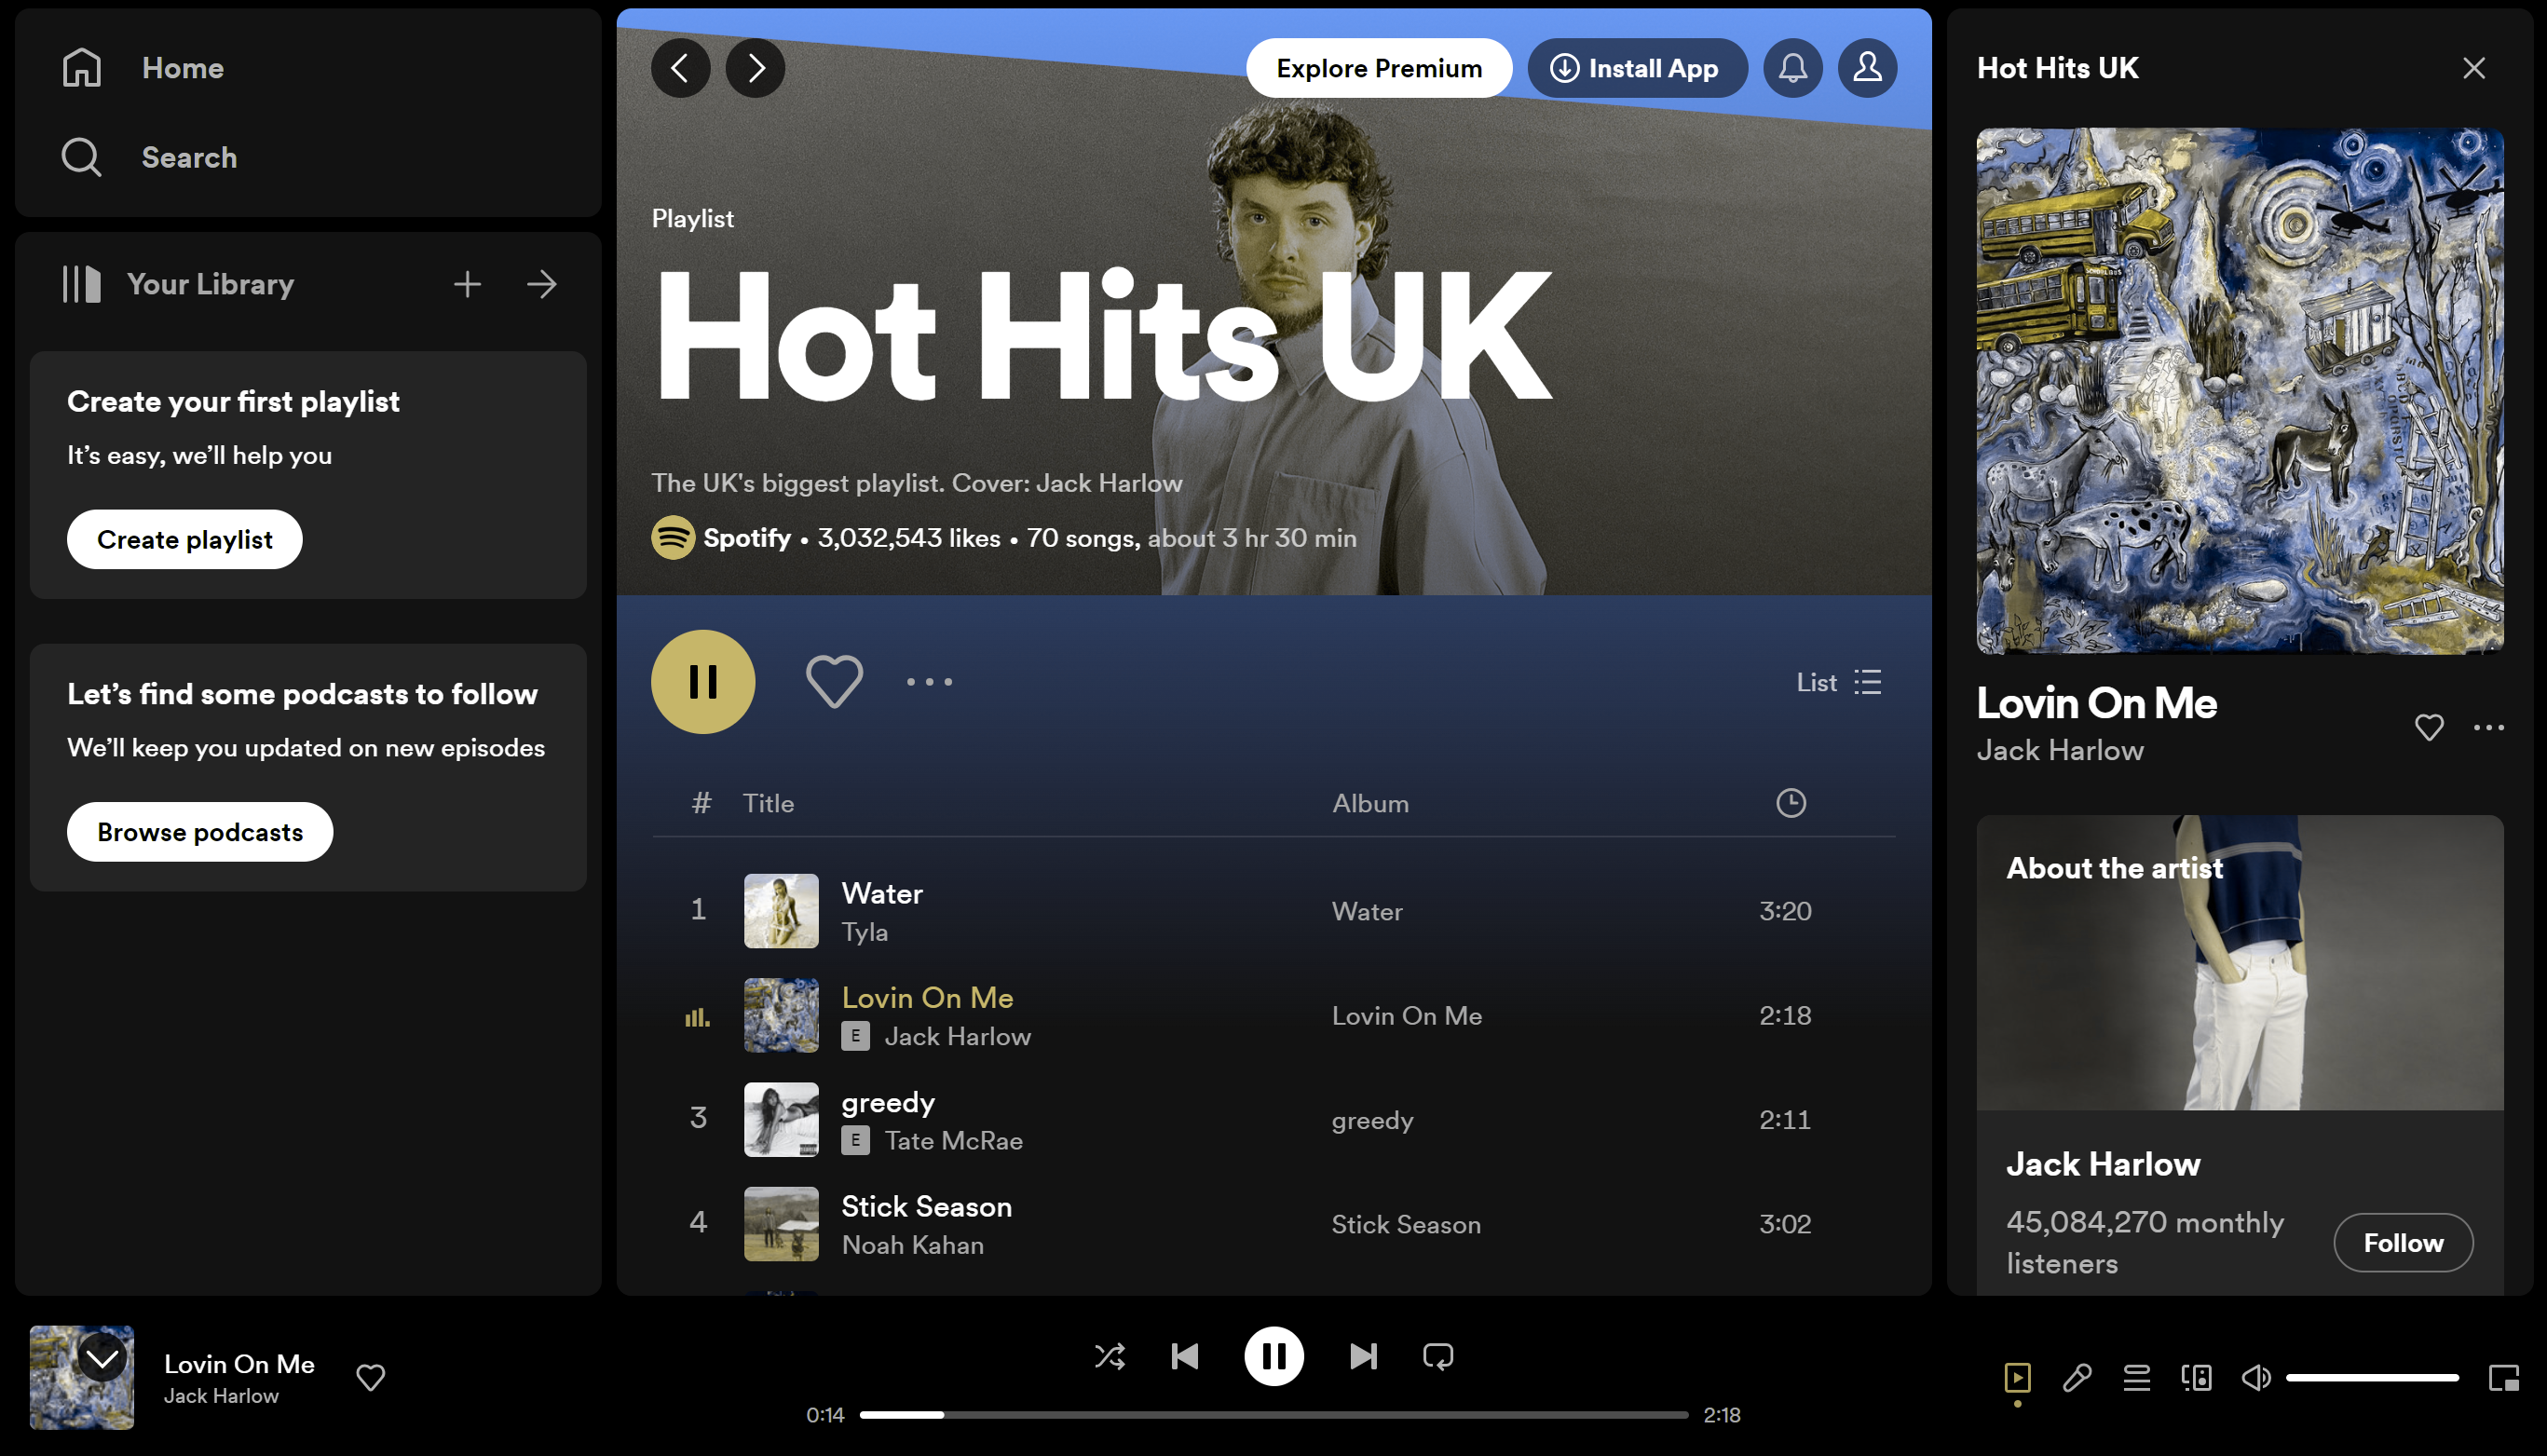 Home
Search
Your Library
Create your first playlist
It's easy, we'll help you
Create playlist
Let's find some podcasts to follow
We'll keep you updated on new episodes
Browse podcasts
Explore Premium
Install App
Playlist
Hot Hits UK
The UK's biggest playlist. Cover: Jack Harlow
Spotify • 3,032,543 likes • 70 songs, about 3 hr 30 min
List
# Title Album
1 Water Water 3:20
Tyla
Lovin On Me Lovin On Me 2:18
E Jack Harlow
3 greedy greedy 2:11
E Tate McRae
4 Stick Season Stick Season 3:02
Noah Kahan
Hot Hits UK
Lovin On Me
Jack Harlow
About the artist
Jack Harlow
45,084,270 monthly
listeners
Follow
Lovin On Me
Jack Harlow
0:14
2:18